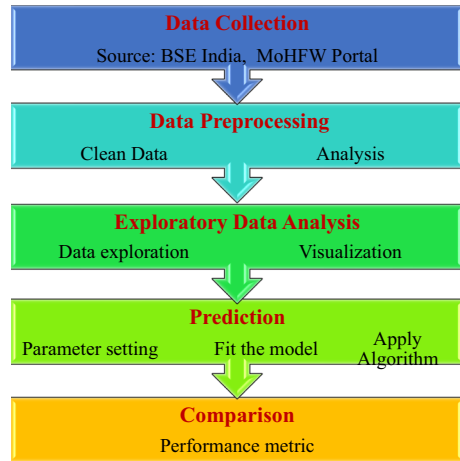 Data Collection
Source: BSE India, MoHFW Portal
Data Preprocessing
Clean Data Analysis
Exploratory Data Analysis
Data exploration Visualization
Prediction
Parameter setting Fit the model Apply Algorithm
Comparison
Performance metric